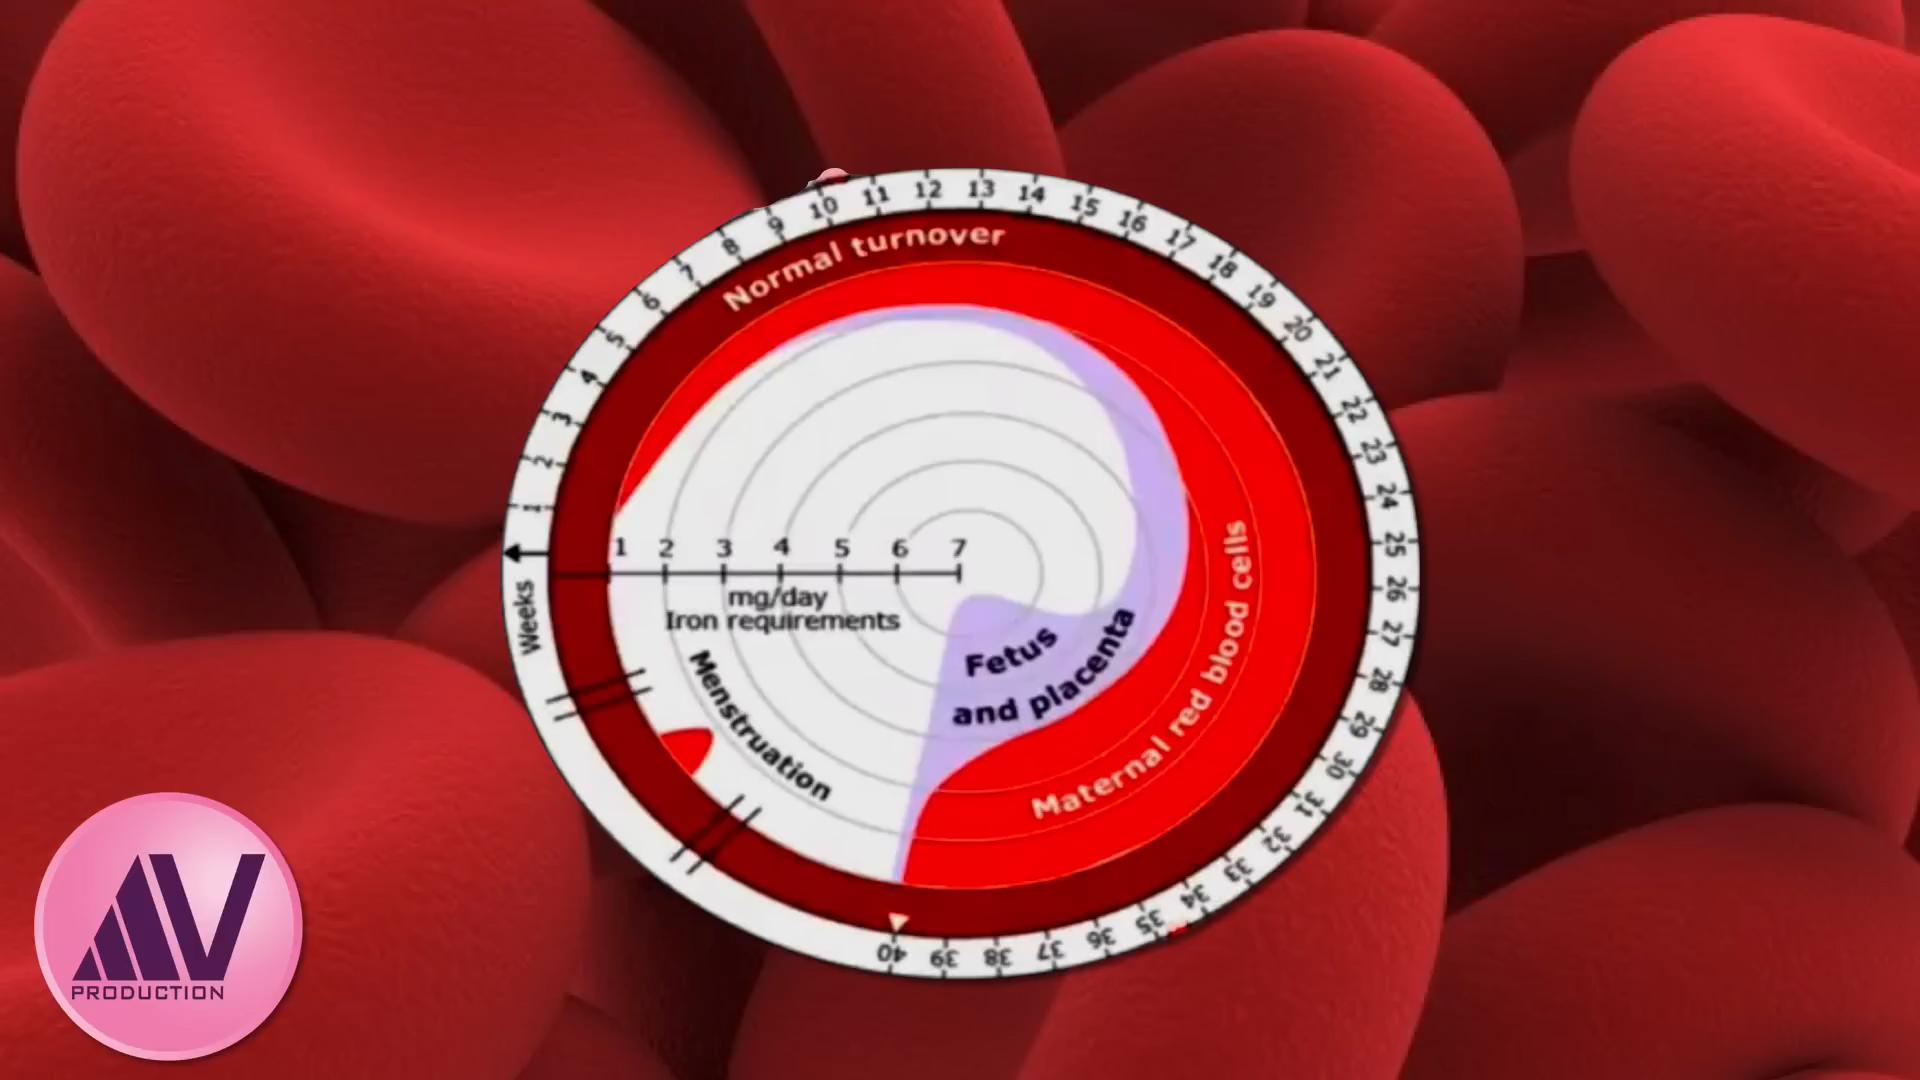 1 2 3 4 5 6 7 8 9 10 11 12 13 14 15 16 17 18 19 20 21 22 23 24 25 26 27 28 29 30 31 32 33 34 35 36 37 38 39 40
Weeks
Normal turnover
1 2 3 4 5 6 7
mg/day
Iron requirements
Menstruation
Fetus
and placenta
Maternal red blood cells
AV
PRODUCTION